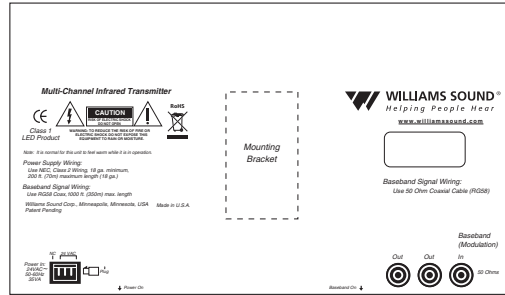 Multi-Channel Infrared Transmitter
CE
Class 1
LED Product
CAUTION
RISK OF ELECTRIC SHOCK
DO NOT OPEN
WARNING: TO REDUCE THE RISK OF FIRE OR
ELECTRIC SHOCK DO NOT EXPOSE THIS
EQUIPMENT TO RAIN OR MOISTURE.
RoHS
Note: It is normal for this unit to feel warm while it is in operation.
Power Supply Wiring:
Use NEC, Class 2 Wiring, 18 ga. minimum,
200 ft. (70m) maximum length (18 ga.)
Baseband Signal Wiring:
Use RG58 Coax,1000 ft. (350m) max. length
Williams Sound Corp., Minneapolis, Minnesota, USA
Patent Pending
Made in U.S.A.
Mounting
Bracket
WILLIAMS SOUND®
Helping People Hear
www.williamssound.com
Baseband Signal Wiring:
Use 50 Ohm Coaxial Cable (RG58)
Baseband
(Modulation)
Out Out In
50 Ohms
NC 24 VAC
Power In:
24VAC~
50-60Hz
35VA
Plug
Power On
Baseband On